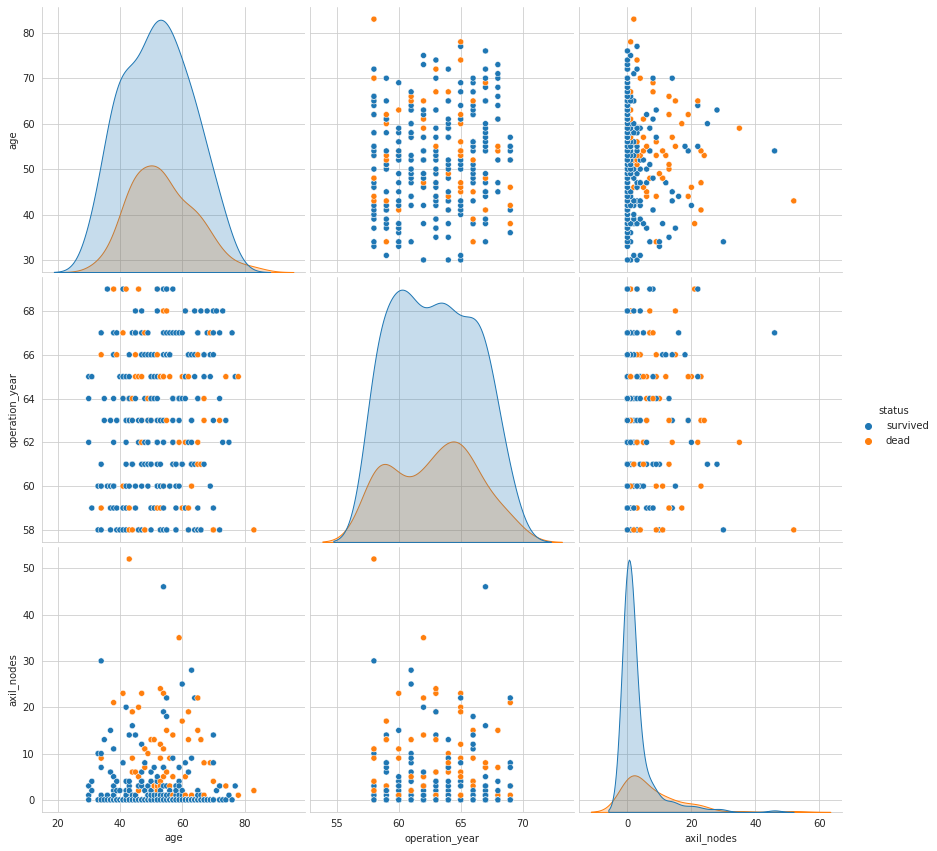 80
70
60
50
40
30
age
68
66
64
62
60
58
operation_year
status
survived
dead
50
40
30
20
10
0
axil_nodes
20 40 60 80
age
55 60 65 70
operation_year
0 20 40 60
axil_nodes